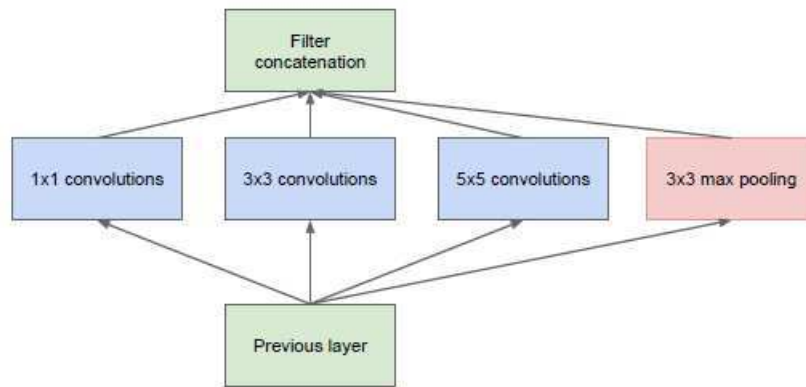 Filter
concatenation
1x1 convolutions
3x3 convolutions
5x5 convolutions
3x3 max pooling
Previous layer